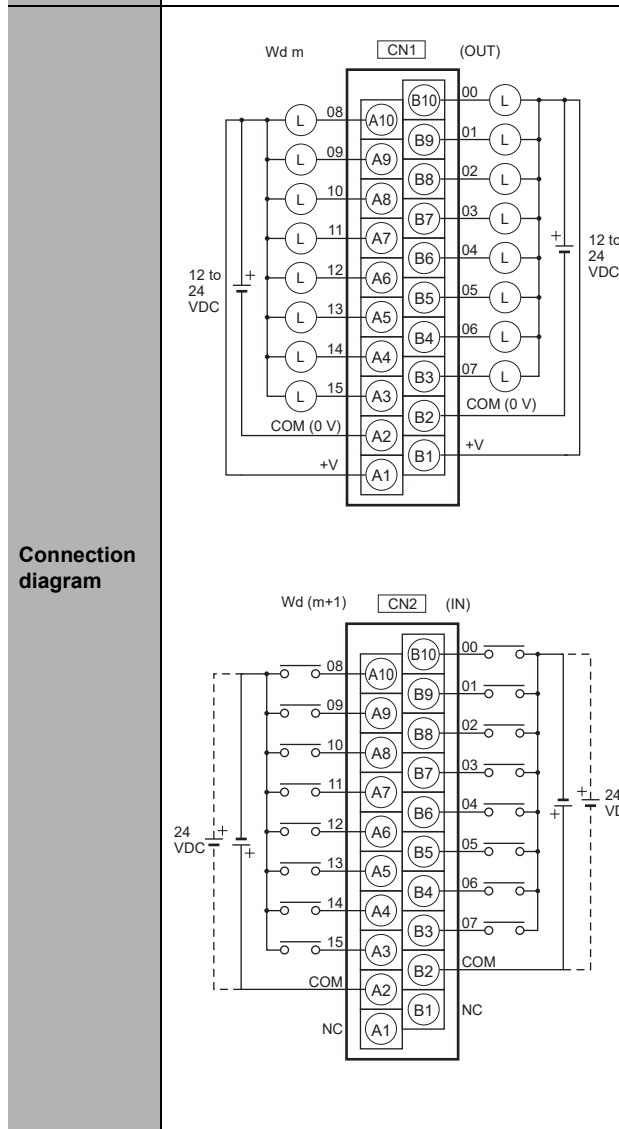 Connection
diagram
Wd m
CN1
(OUT)
08
A10
B10
00
L
L
09
A9
B9
01
L
L
10
A8
B8
02
L
L
11
A7
B7
03
L
L
12
A6
B6
04
L
L
13
A5
B5
05
L
L
14
A4
B4
06
L
L
15
A3
B3
07
L
L
COM (0 V)
A2
B2
COM (0 V)
+V
A1
B1
+V
12 to
24
VDC
+
+
12 to
24
VDC
Wd (m+1)
CN2
(IN)
08
A10
B10
00
09
A9
B9
01
10
A8
B8
02
11
A7
B7
03
12
A6
B6
04
13
A5
B5
05
14
A4
B4
06
15
A3
B3
07
COM
A2
B2
COM
NC
A1
B1
NC
24
VDC
+
+
+
+
24